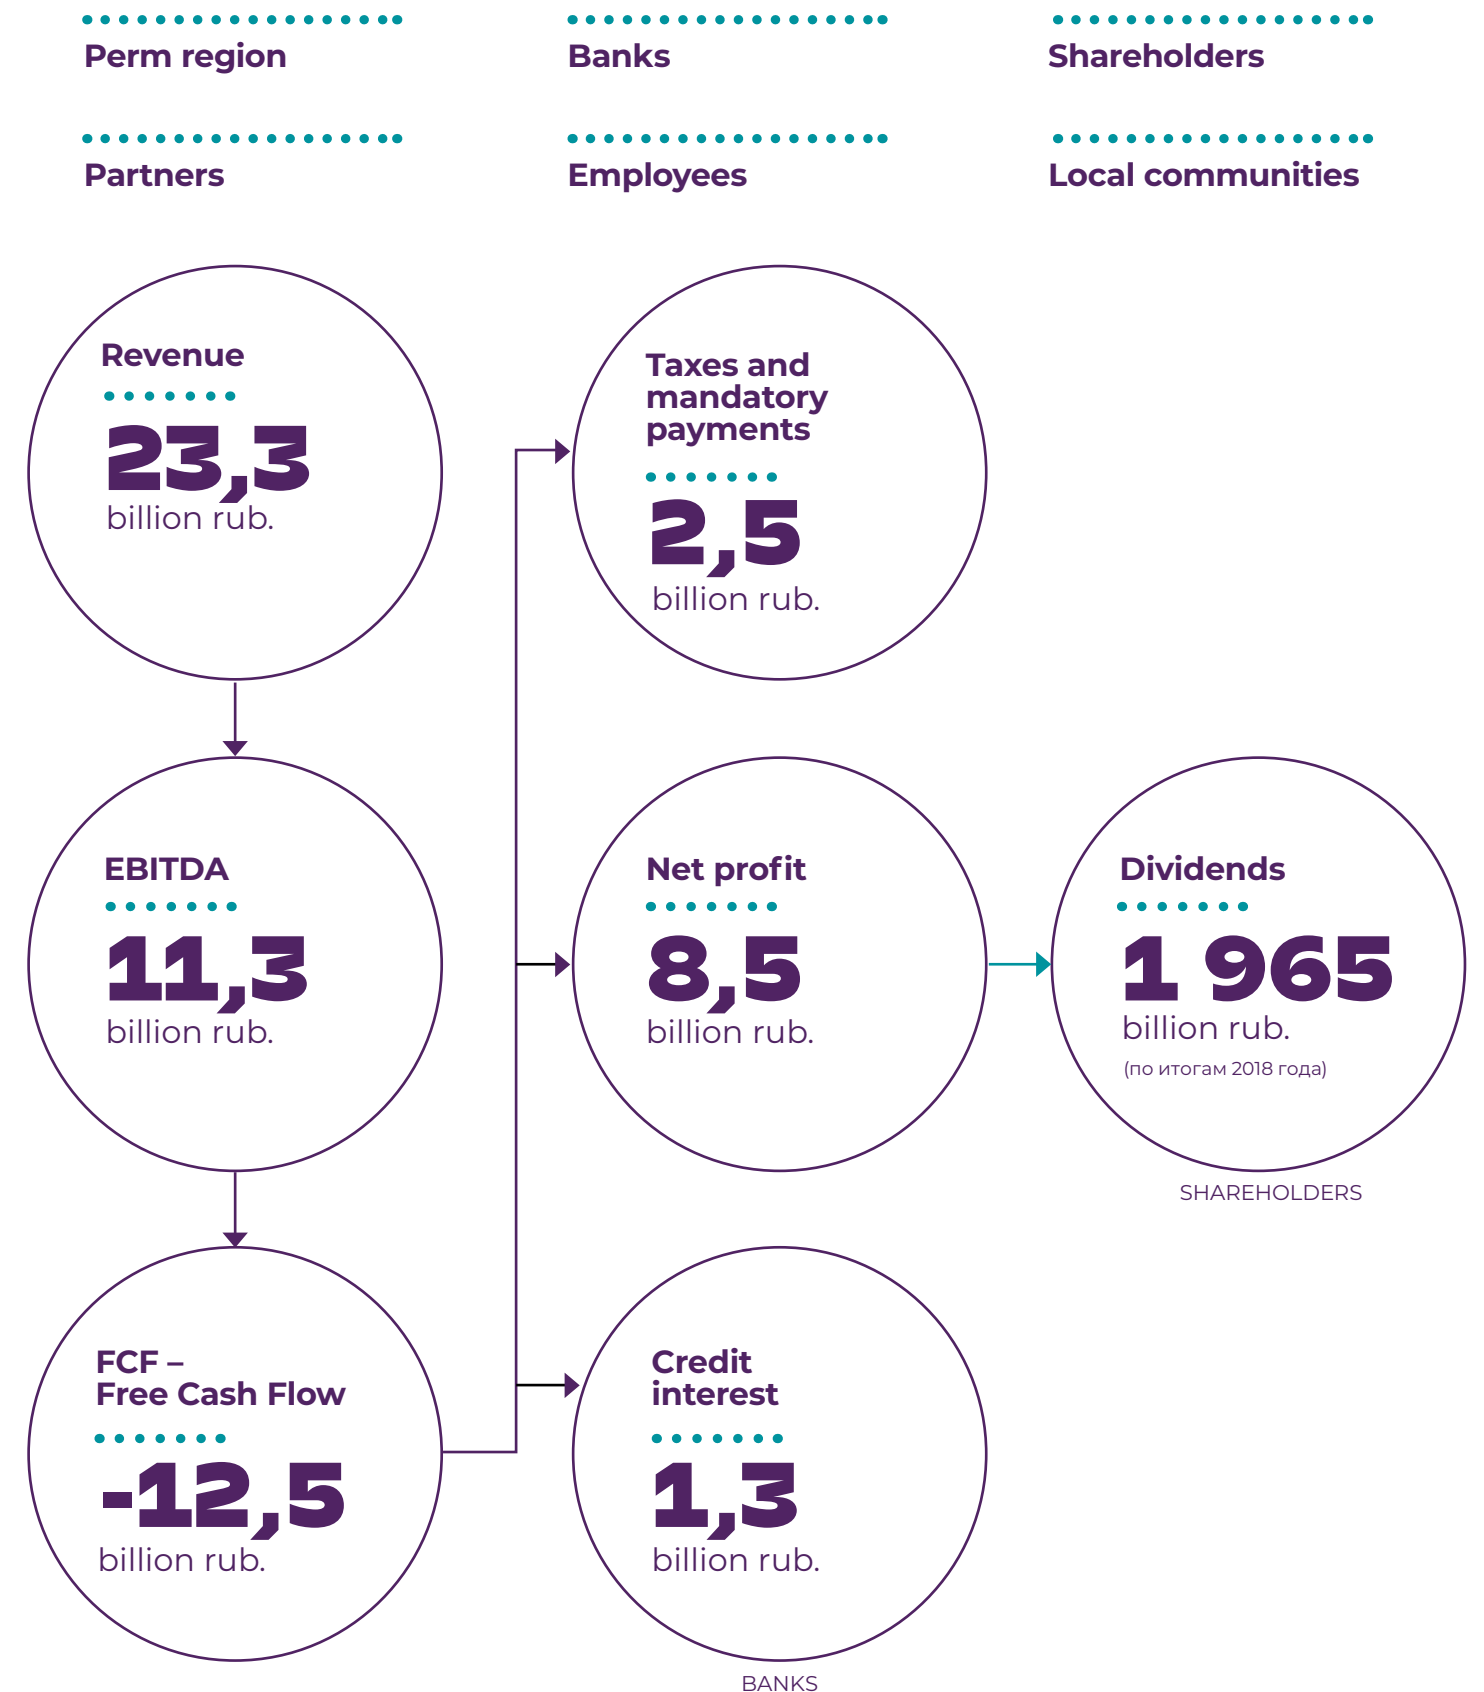 Perm region
Banks
Shareholders
Partners
Employees
Local communities
Revenue
23,3
billion rub.
Taxes and
mandatory
payments
2,5
billion rub.
EBITDA
11,3
billion rub.
Net profit
8,5
billion rub.
Dividends
1 965
billion rub.
(по итогам 2018 года)
SHAREHOLDERS
FCF –
Free Cash Flow
-12,5
billion rub.
Credit
interest
1,3
billion rub.
BANKS